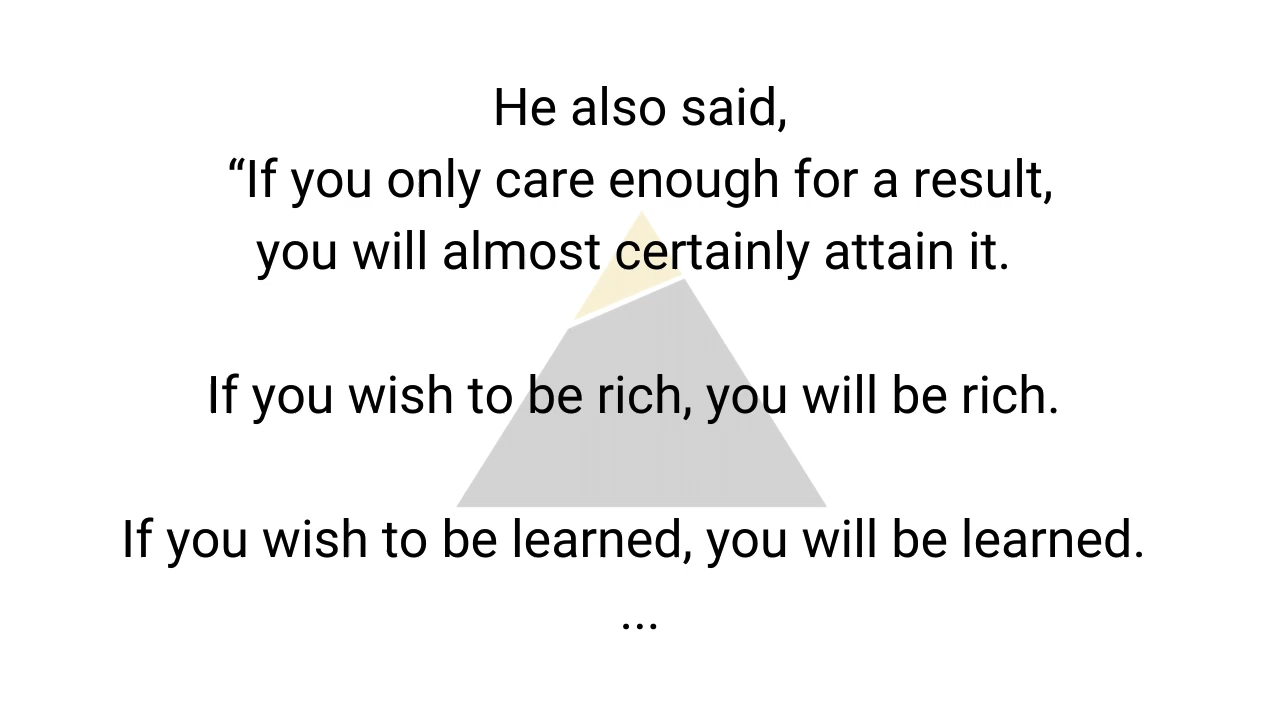 He also said,
“If you only care enough for a result,
you will almost certainly attain it.
If you wish to be rich, you will be rich.
If you wish to be learned, you will be learned.
...